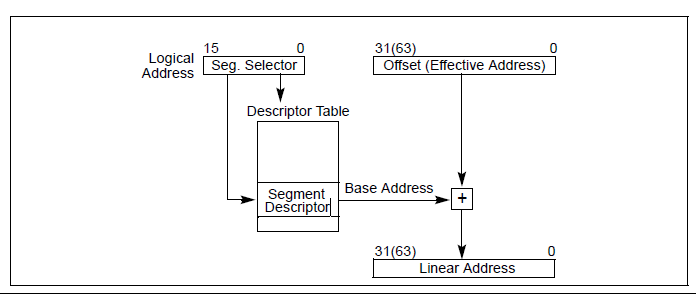 15 0
31(63) 0
Logical
Address
Seg. Selector
Offset (Effective Address)
Descriptor Table
Segment
Descriptor
Base Address
+
31(63) 0
Linear Address